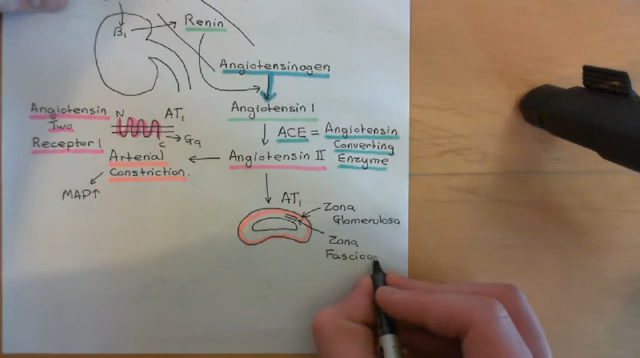 β1
Renin
Angiotensinogen
Angiotensin I
Angiotensin
Two
Receptor 1
N
AT1
→Gq
C
ACE = Angiotensin
Converting
Enzyme
Angiotensin II
Arterial
Constriction.
MAP↑
AT1
Zona
Glomerulosa
Zona
Fascicu